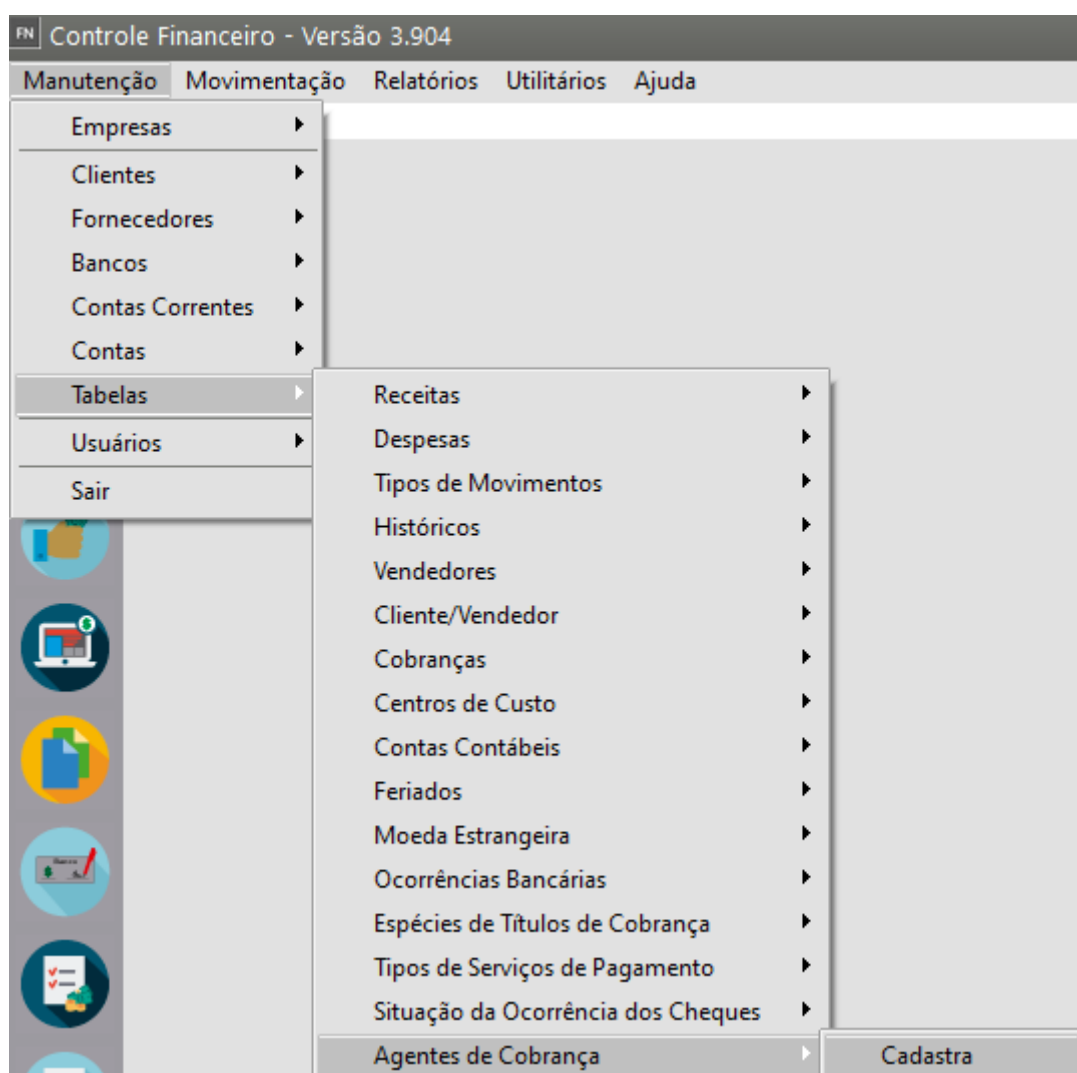 FN Controle Financeiro - Versão 3.904
Manutenção Movimentação Relatórios Utilitários Ajuda
Empresas
Clientes
Fornecedores
Bancos
Contas Correntes
Contas
Tabelas
Usuários
Sair
Receitas
Despesas
Tipos de Movimentos
Históricos
Vendedores
Cliente/Vendedor
Cobranças
Centros de Custo
Contas Contábeis
Feriados
Moeda Estrangeira
Ocorrências Bancárias
Espécies de Títulos de Cobrança
Tipos de Serviços de Pagamento
Situação da Ocorrência dos Cheques
Agentes de Cobrança
Cadastra